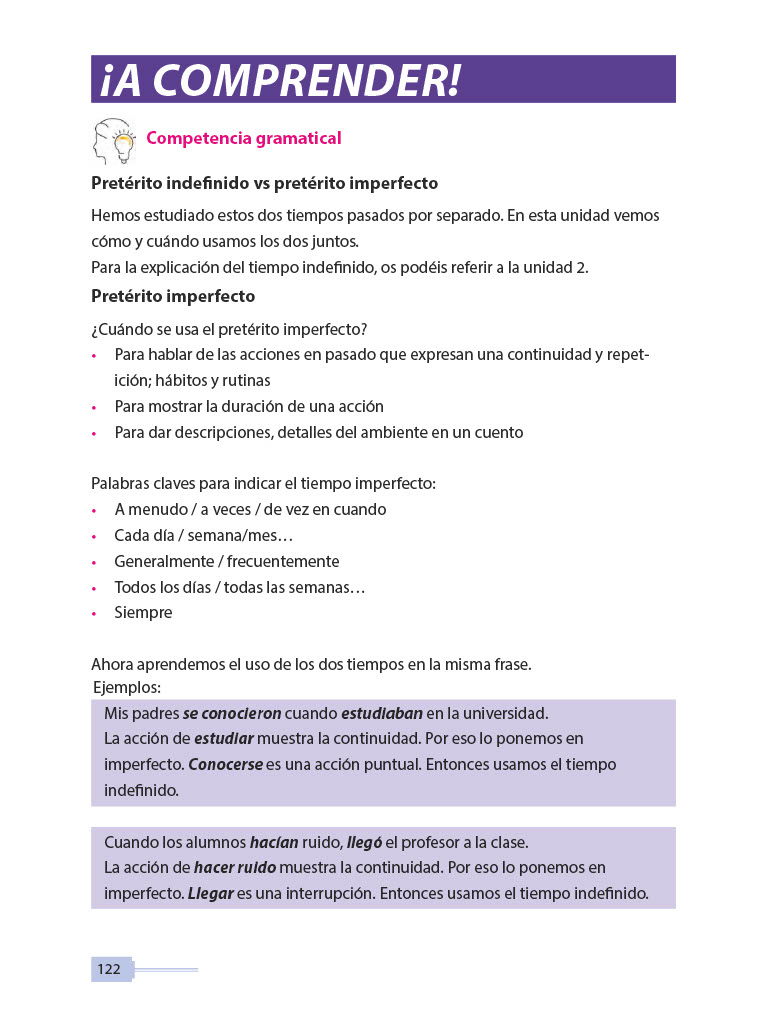 ¡A COMPRENDER!
Competencia gramatical
Pretérito indefinido vs pretérito imperfecto
Hemos estudiado estos dos tiempos pasados por separado. En esta unidad vemos
cómo y cuándo usamos los dos juntos.
Para la explicación del tiempo indefinido, os podéis referir a la unidad 2.
Pretérito imperfecto
¿Cuándo se usa el pretérito imperfecto?
• Para hablar de las acciones en pasado que expresan una continuidad y repet-
ición; hábitos y rutinas
• Para mostrar la duración de una acción
• Para dar descripciones, detalles del ambiente en un cuento
Palabras claves para indicar el tiempo imperfecto:
• A menudo / a veces / de vez en cuando
• Cada día / semana/mes…
• Generalmente / frecuentemente
• Todos los días / todas las semanas…
• Siempre
Ahora aprendemos el uso de los dos tiempos en la misma frase.
Ejemplos:
Mis padres se conocieron cuando estudiaban en la universidad.
La acción de estudiar muestra la continuidad. Por eso lo ponemos en
imperfecto. Conocerse es una acción puntual. Entonces usamos el tiempo
indefinido.
Cuando los alumnos hacían ruido, llegó el profesor a la clase.
La acción de hacer ruido muestra la continuidad. Por eso lo ponemos en
imperfecto. Llegar es una interrupción. Entonces usamos el tiempo indefinido.
122